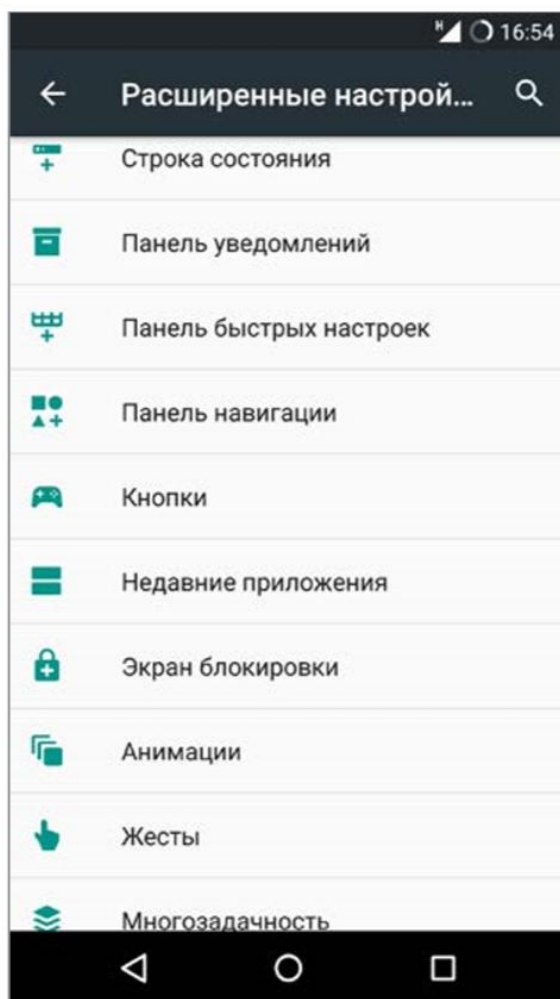 H 16:54
Расширенные настрой...
Строка состояния
Панель уведомлений
Панель быстрых настроек
Панель навигации
Кнопки
Недавние приложения
Экран блокировки
Анимации
Жесты
Многозадачность